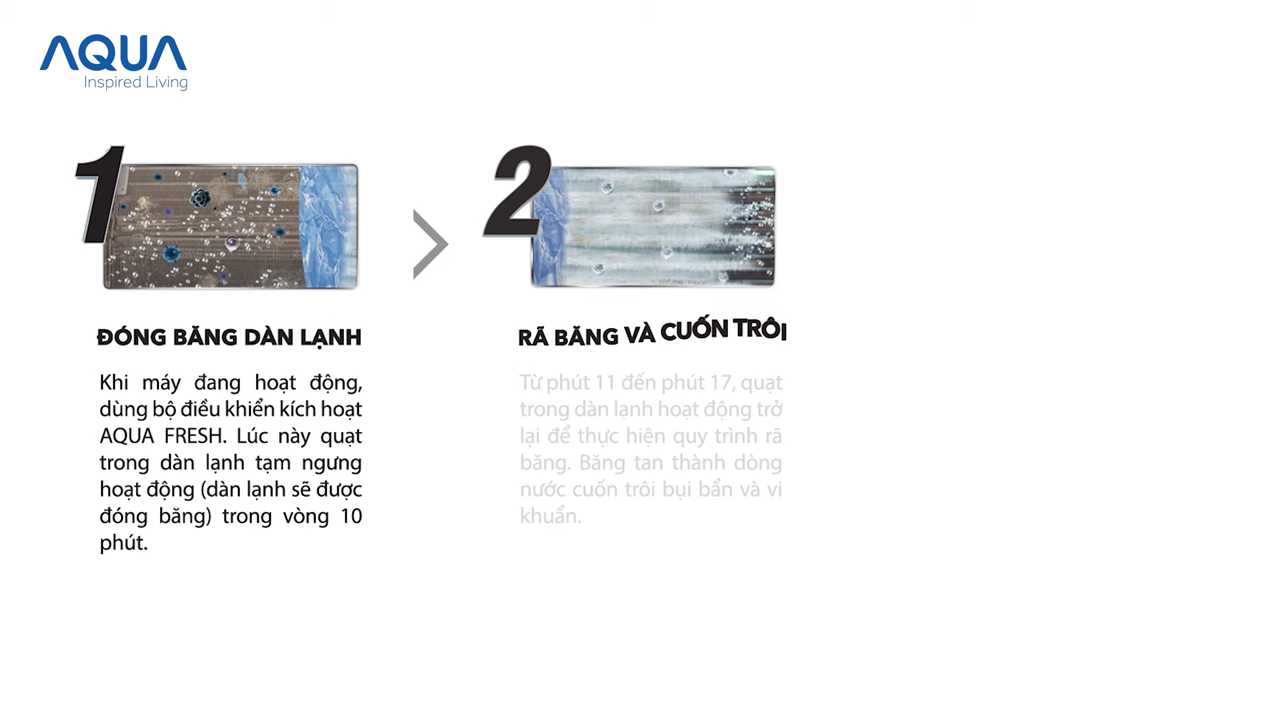 AQUA
Inspired Living
1
2
ĐÓNG BĂNG DÀN LẠNH
Khi máy đang hoạt động,
dùng bộ điều khiển kích hoạt
AQUA FRESH. Lúc này quạt
trong dàn lạnh tạm ngưng
hoạt động (dàn lạnh sẽ được
đóng băng) trong vòng 10
phút.
RÃ BĂNG VÀ CUỐN TRÔI
Từ phút 11 đến phút 17, quạt
trong dàn lạnh hoạt động trở
lại để thực hiện quy trình rã
băng. Băng tan thành dòng
nước cuốn trôi bụi bẩn và vi
khuẩn.